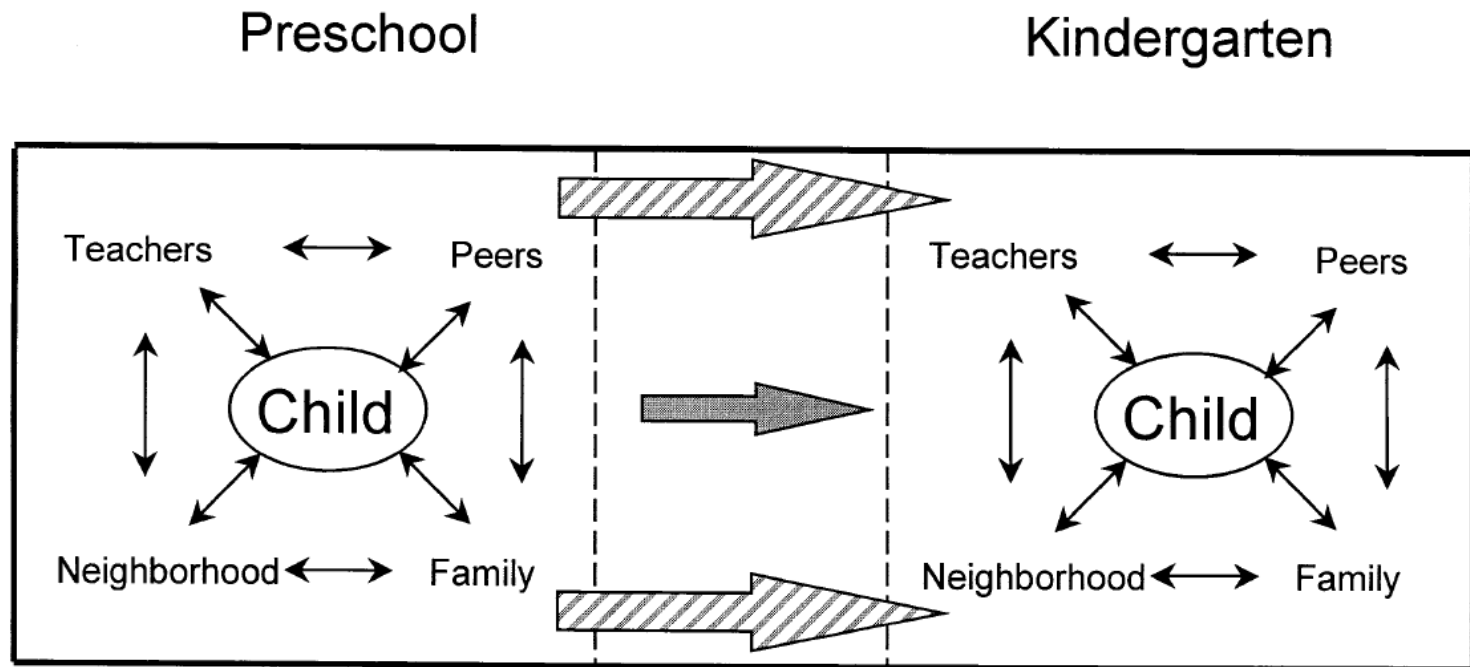 Preschool Kindergarten
Teachers Peers Teachers Peers
Child Child
Neighborhood Family Neighborhood Family